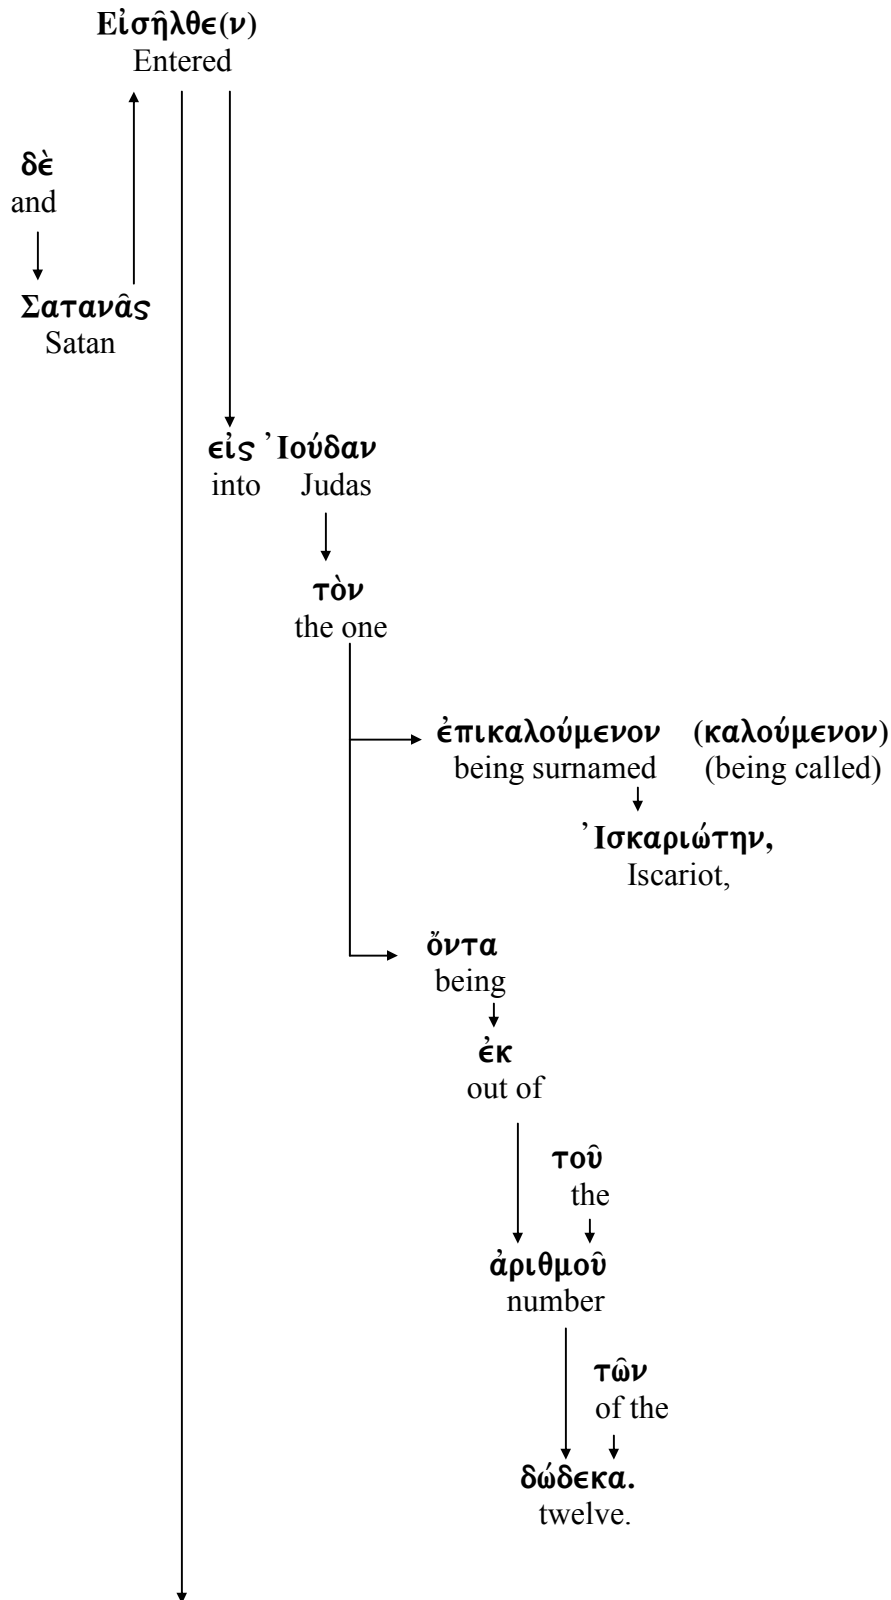 Εἰσῆλθε(ν)
Entered
δὲ
and
Σατανᾶς
Satan
εἰς Ἰούδαν
into Judas
τὸν
the one
ἐπικαλούμενον (καλούμενον)
being surnamed (being called)
Ἰσκαριώτην,
Iscariot,
ὄντα
being
ἐκ
out of
τοῦ
the
ἀριθμοῦ
number
τῶν
of the
δώδεκα.
twelve.